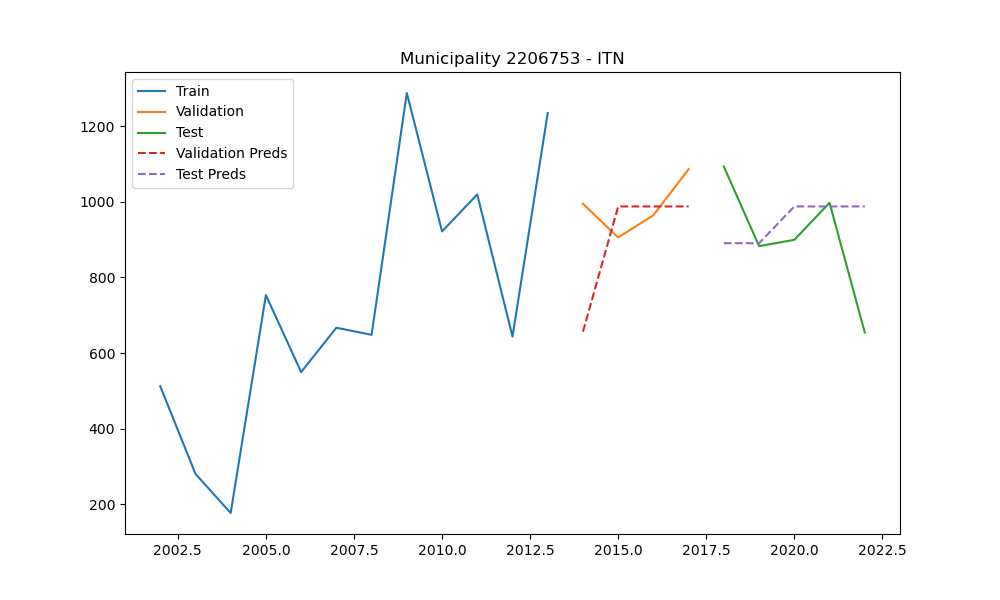 Municipality 2206753 - ITN
Train
Validation
Test
Validation Preds
Test Preds
1200
1000
800
600
400
200
2002.5 2005.0 2007.5 2010.0 2012.5 2015.0 2017.5 2020.0 2022.5